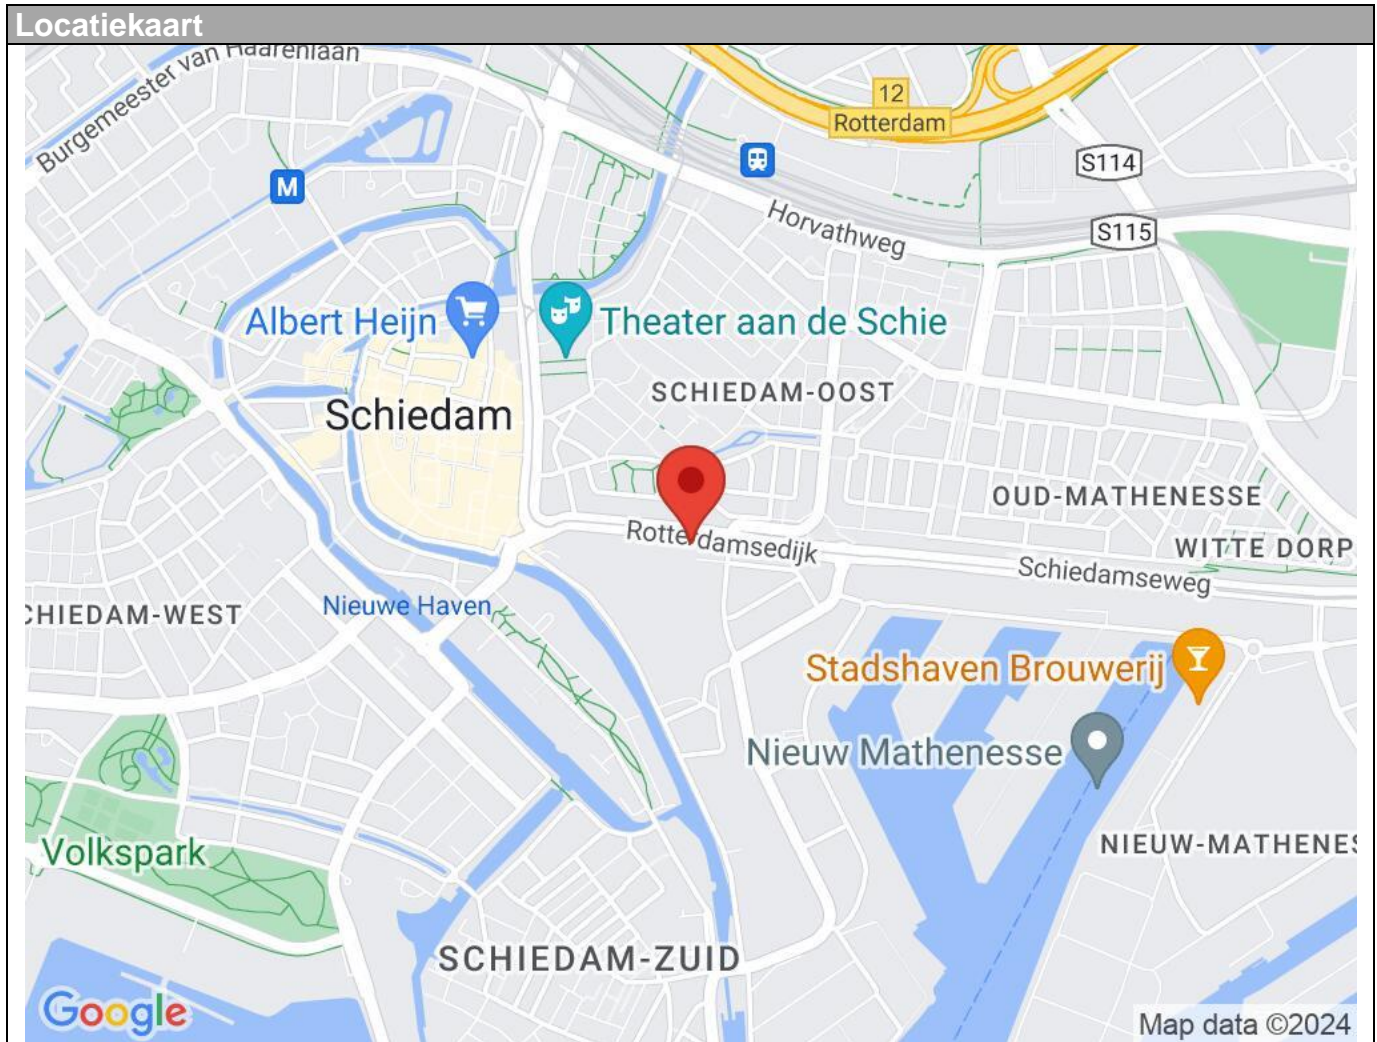 Locatiekaart
Burgemeester van Haarenlaan
12
Rotterdam
S114
M
Horvathweg
S115
Albert Heijn
Theater aan de Schie
SCHIEDAM-OOST
Schiedam
OUD-MATHENESSE
Rotterdamsedijk
WITTE DORP
Schiedamseweg
CHIEDAM-WEST
Nieuwe Haven
Stadshaven Brouwerij
Nieuw Mathenesse
NIEUW-MATHENES
Volkspark
SCHIEDAM-ZUID
Google
Map data ©2024